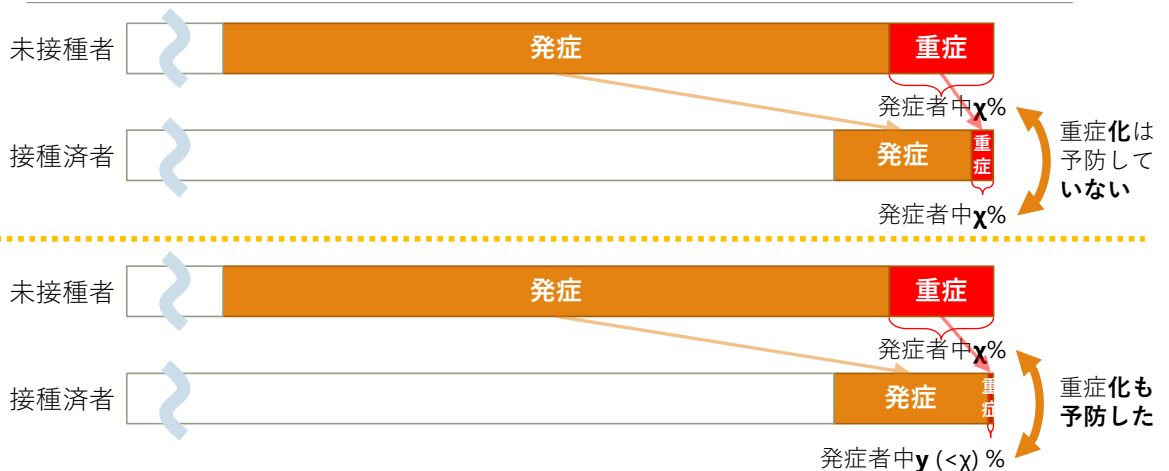 未接種者
発症
重症
発症者中χ%
接種済者
発症
重
症
発症者中χ%
重症化は
予防して
いない
未接種者
発症
重症
発症者中χ%
接種済者
発症
重
症
発症者中y (<χ) %
重症化も
予防した